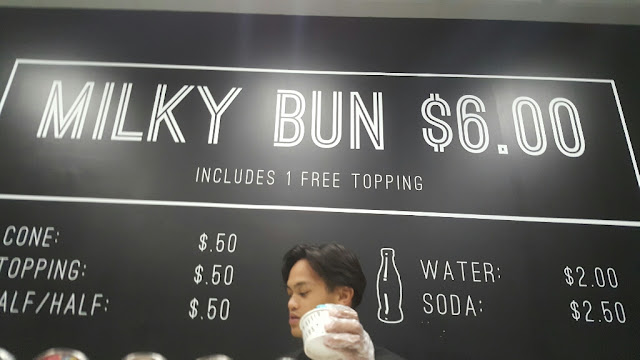 MILKY BUN $6.00
INCLUDES 1 FREE TOPPING
CONE: $.50
TOPPING: $.50
ALF/HALF: $.50
WATER: $2.00
SODA: $2.50